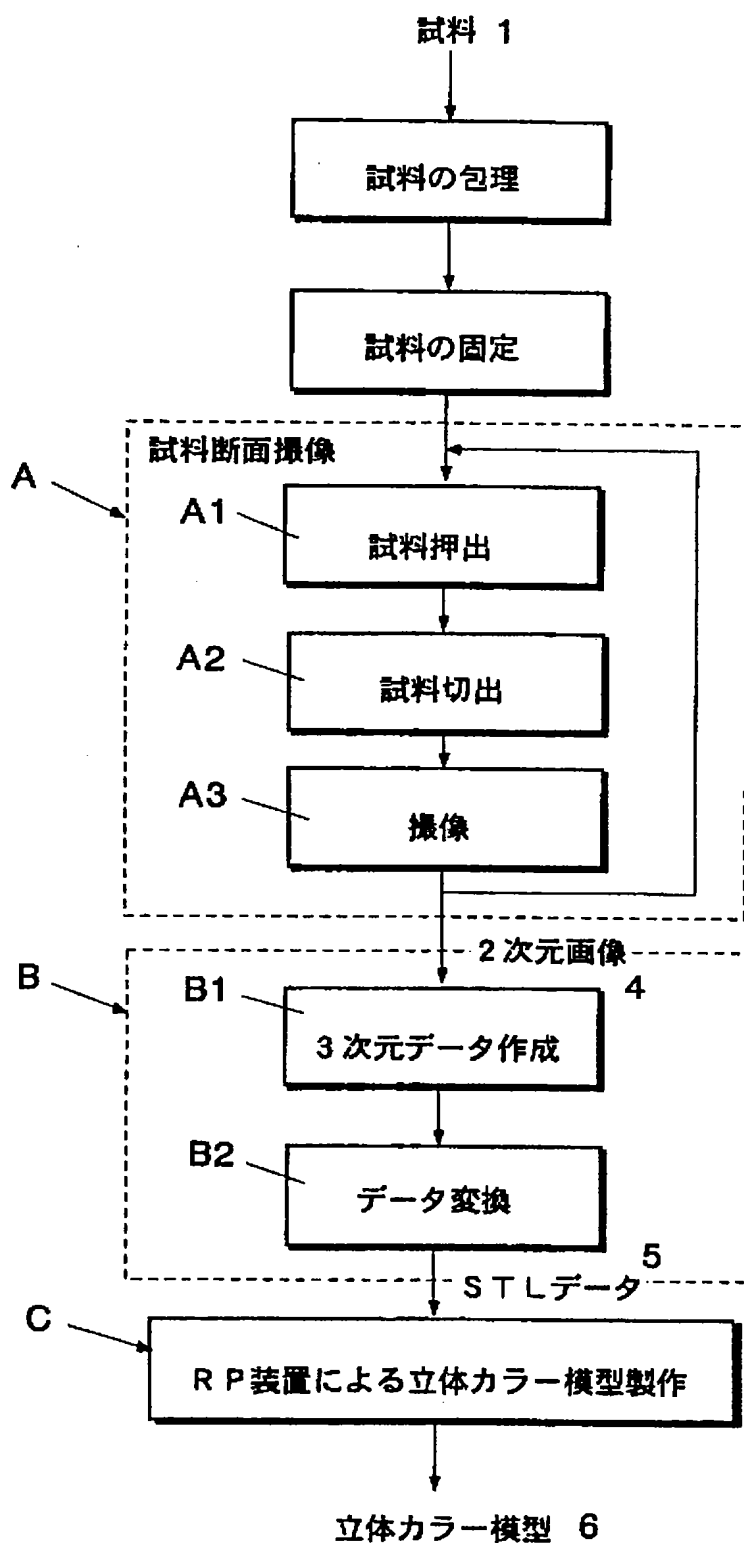 試料 1
試料の包理
試料の固定
試料断面撮像
A
A1
試料押出
A2
試料切出
A3
撮像
2次元画像
B
B1
4
3次元データ作成
B2
データ変換
5
STLデータ
C
RP装置による立体カラー模型製作
立体カラー模型 6